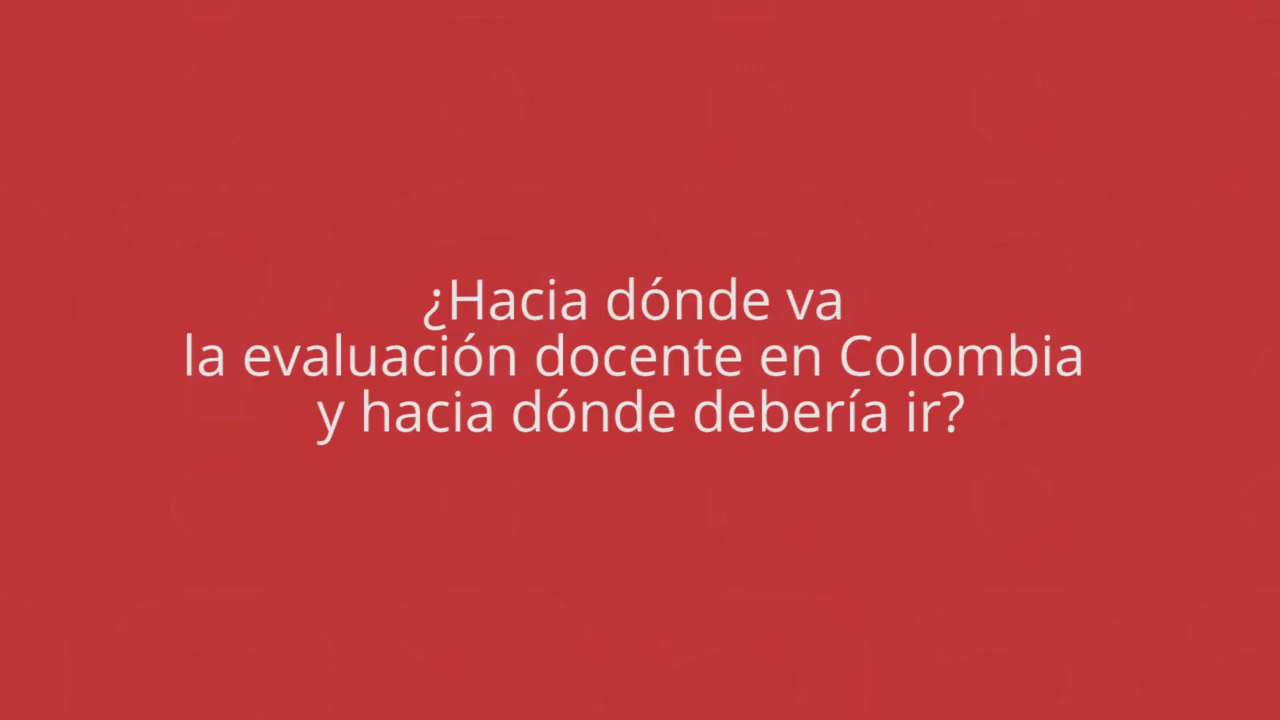 ¿Hacia dónde va
la evaluación docente en Colombia
y hacia dónde debería ir?